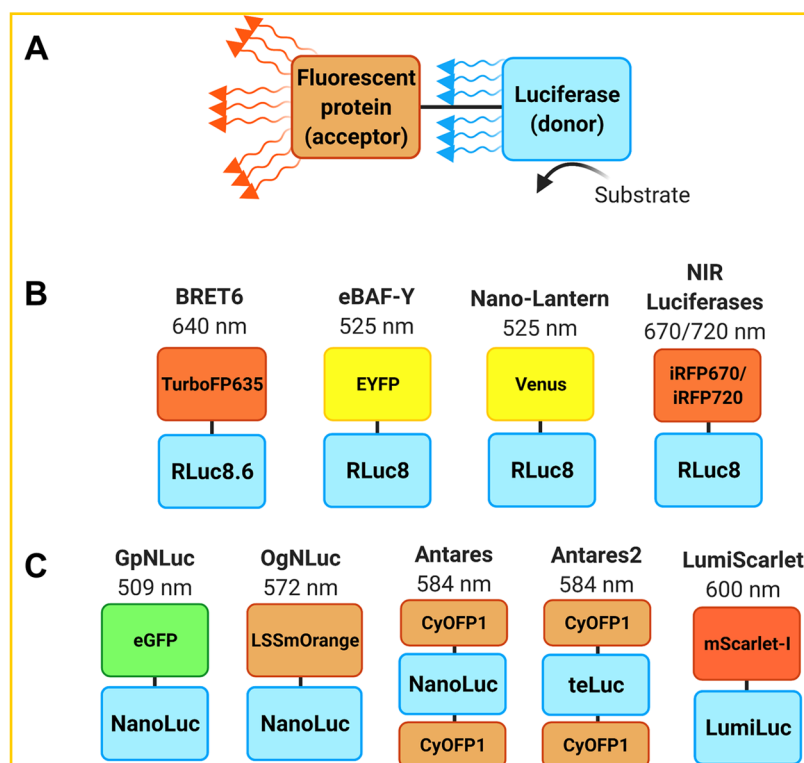 A
Fluorescent
protein
(acceptor)
Luciferase
(donor)
Substrate
B
BRET6
640 nm
TurboFP635
RLuc8.6
eBAF-Y
525 nm
EYFP
RLuc8
Nano-Lantern
525 nm
Venus
RLuc8
NIR
Luciferases
670/720 nm
iRFP670/
iRFP720
RLuc8
C
GpNLuc
509 nm
eGFP
NanoLuc
OgNLuc
572 nm
LSSmOrange
NanoLuc
Antares
584 nm
CyOFP1
NanoLuc
CyOFP1
Antares2
584 nm
CyOFP1
teLuc
CyOFP1
LumiScarlet
600 nm
mScarlet-I
LumiLuc